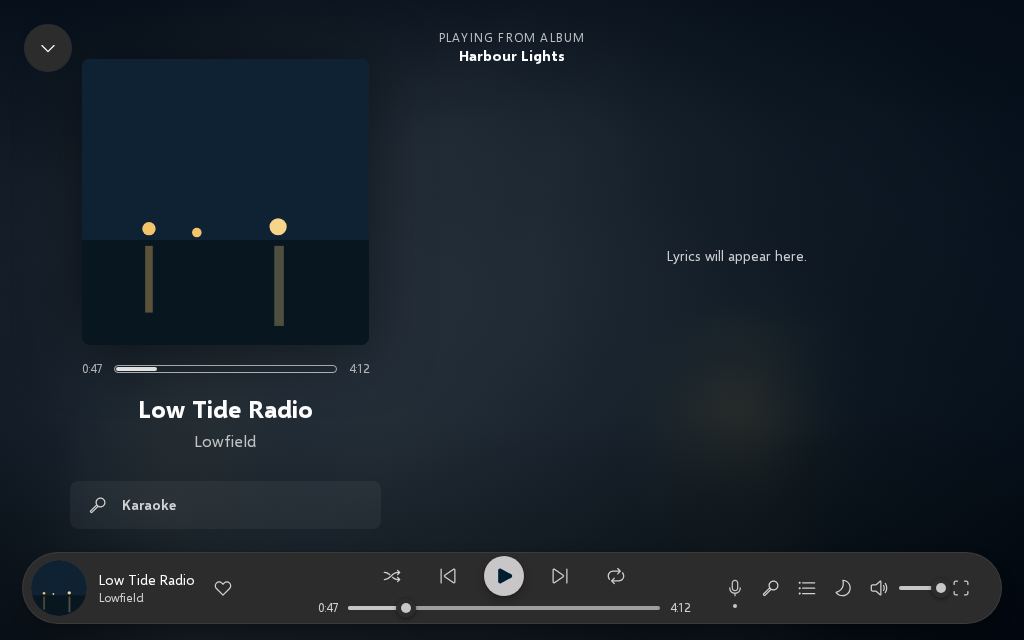 PLAYING FROM ALBUM
Harbour Lights
Lyrics will appear here.
0:47
4:12
Low Tide Radio
Lowfield
Karaoke
Low Tide Radio
Lowfield
0:47
4:12